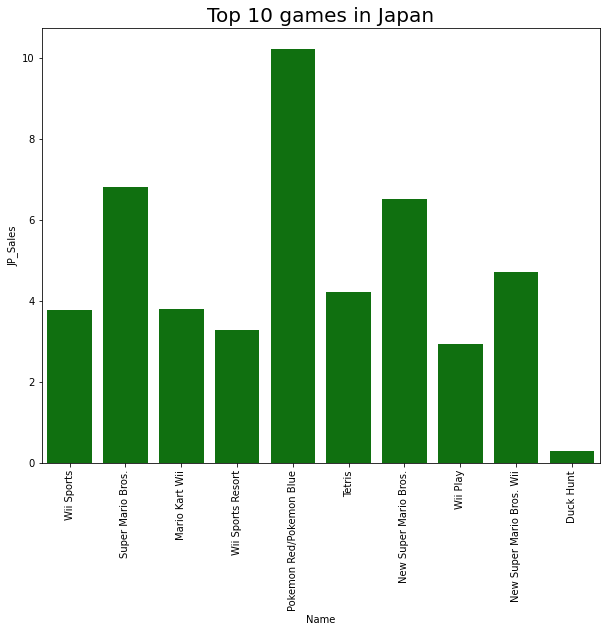 Top 10 games in Japan
JP_Sales
10
8
6
4
2
0
Wii Sports
Super Mario Bros.
Mario Kart Wii
Wii Sports Resort
Pokemon Red/Pokemon Blue
Tetris
New Super Mario Bros.
Wii Play
New Super Mario Bros. Wii
Duck Hunt
Name